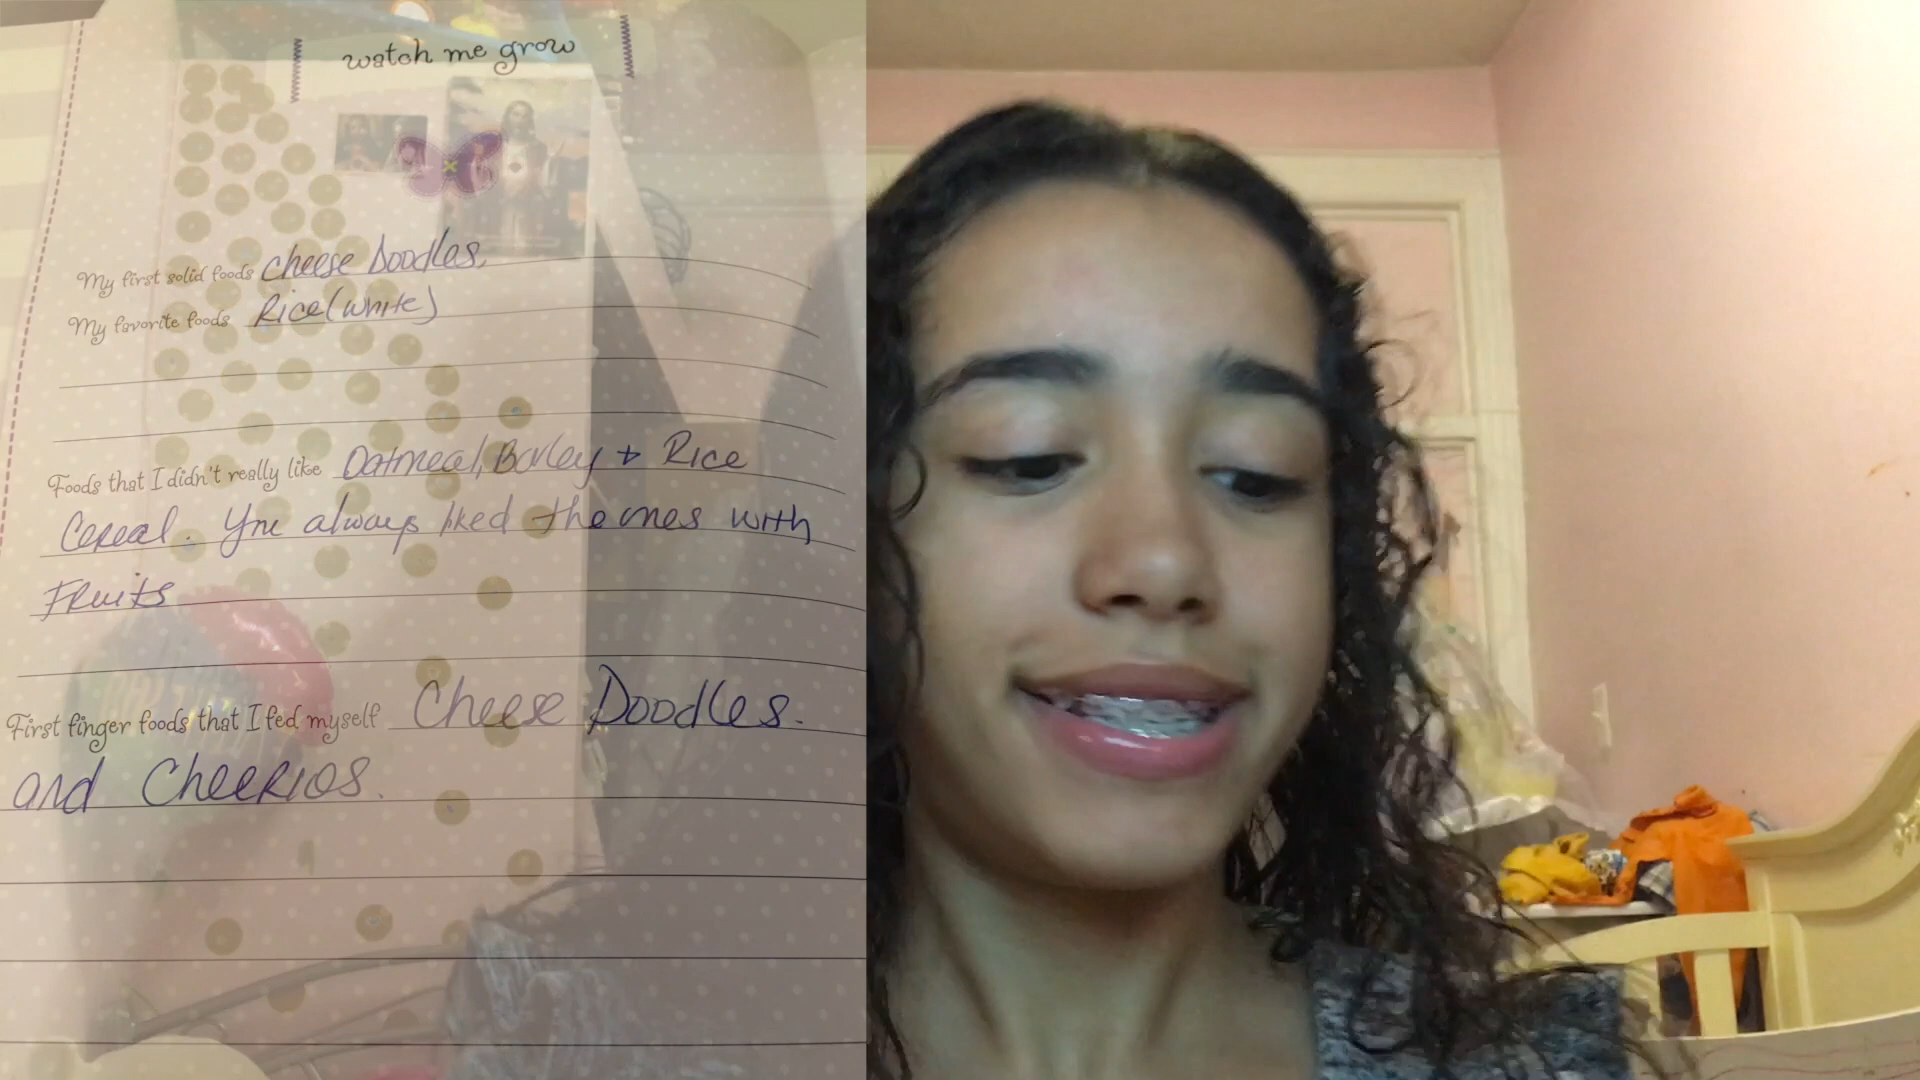 watch me grow
My first solid foods Cheese Doodles,
My favorite foods Rice (white)
Foods that I didn't really like Oatmeal, Barley + Rice
Cereal. You always liked the ones with
Fruits
First finger foods that I fed myself Cheese Doodles.
and Cheerios.